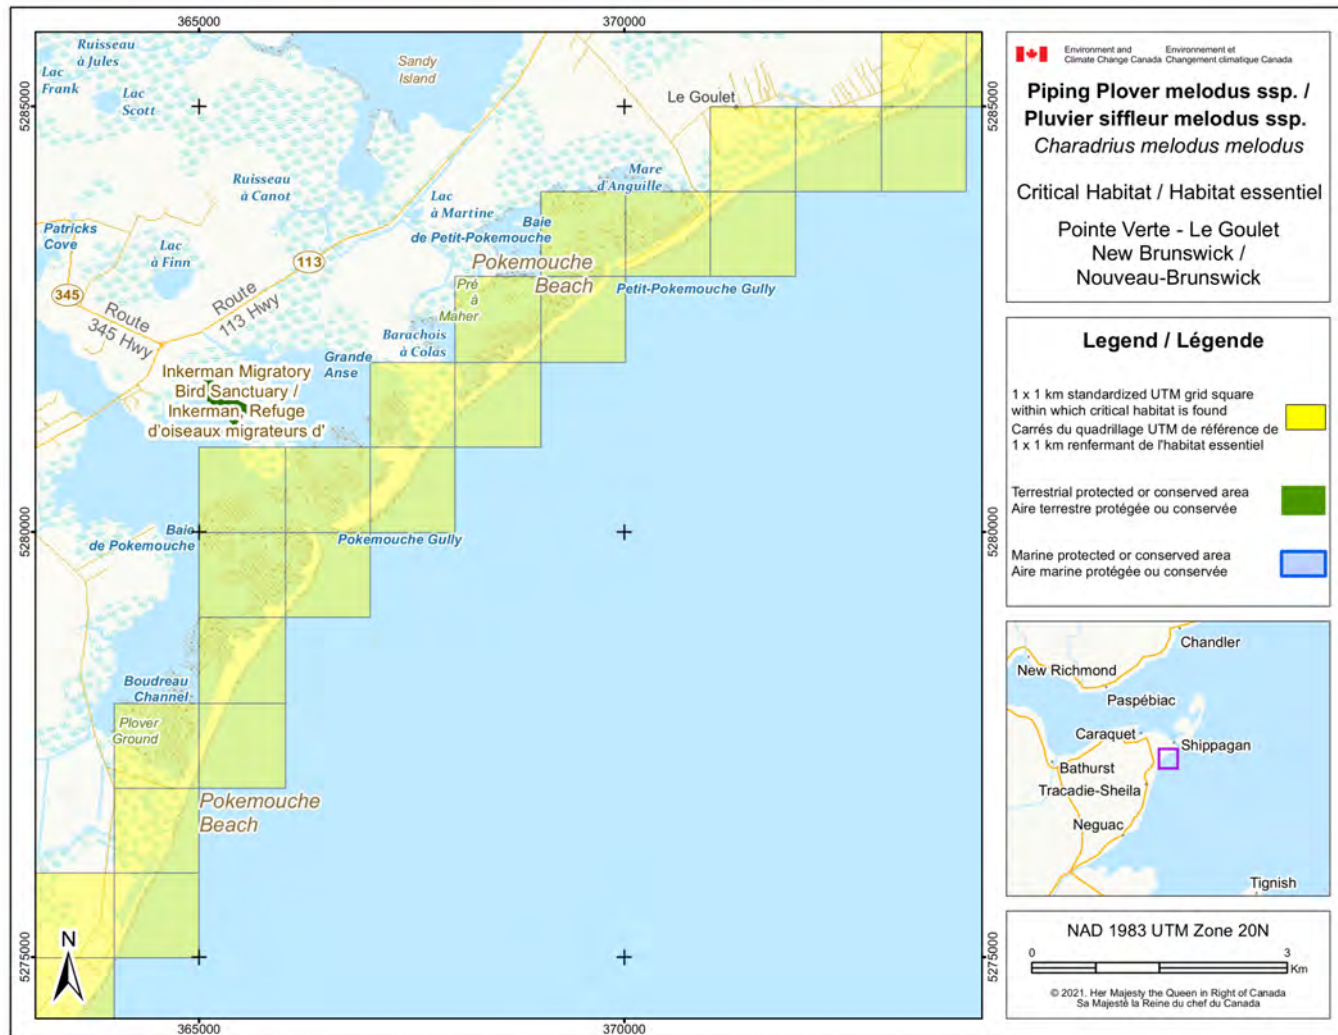 365000
370000
5285000
5285000
5280000
5280000
5275000
5275000
365000
370000
Ruisseau
à Jules
Lac
Frank
Lac
Scott
Sandy
Island
Le Goulet
Ruisseau
à Canot
Mare
d'Anguille
Lac
à Martine
Patricks
Cove
Lac
à Finn
Baie
de Petit-Pokemouche
113
Pokemouche
Beach
345
Route
345 Hwy
Route
113 Hwy
Pré
à
Maher
Petit-Pokemouche Gully
Barachois
à Colas
Grande
Anse
Inkerman Migratory
Bird Sanctuary /
Inkerman, Refuge
d'oiseaux migrateurs d'
Baie
de Pokemouche
Pokemouche Gully
Boudreau
Channel
Plover
Ground
Pokemouche
Beach
N
Environment and
Climate Change Canada
Environnement et
Changement climatique Canada
Piping Plover melodus ssp. /
Pluvier siffleur melodus ssp.
Charadrius melodus melodus
Critical Habitat / Habitat essentiel
Pointe Verte - Le Goulet
New Brunswick /
Nouveau-Brunswick
Legend / Légende
1 x 1 km standardized UTM grid square
within which critical habitat is found
Carrés du quadrillage UTM de référence de
1 x 1 km renfermant de l'habitat essentiel
Terrestrial protected or conserved area
Aire terrestre protégée ou conservée
Marine protected or conserved area
Aire marine protégée ou conservée
Chandler
New Richmond
Paspébiac
Caraquet
Shippagan
Bathurst
Tracadie-Sheila
Neguac
Tignish
NAD 1983 UTM Zone 20N
0
3
Km
© 2021. Her Majesty the Queen in Right of Canada
Sa Majesté la Reine du chef du Canada